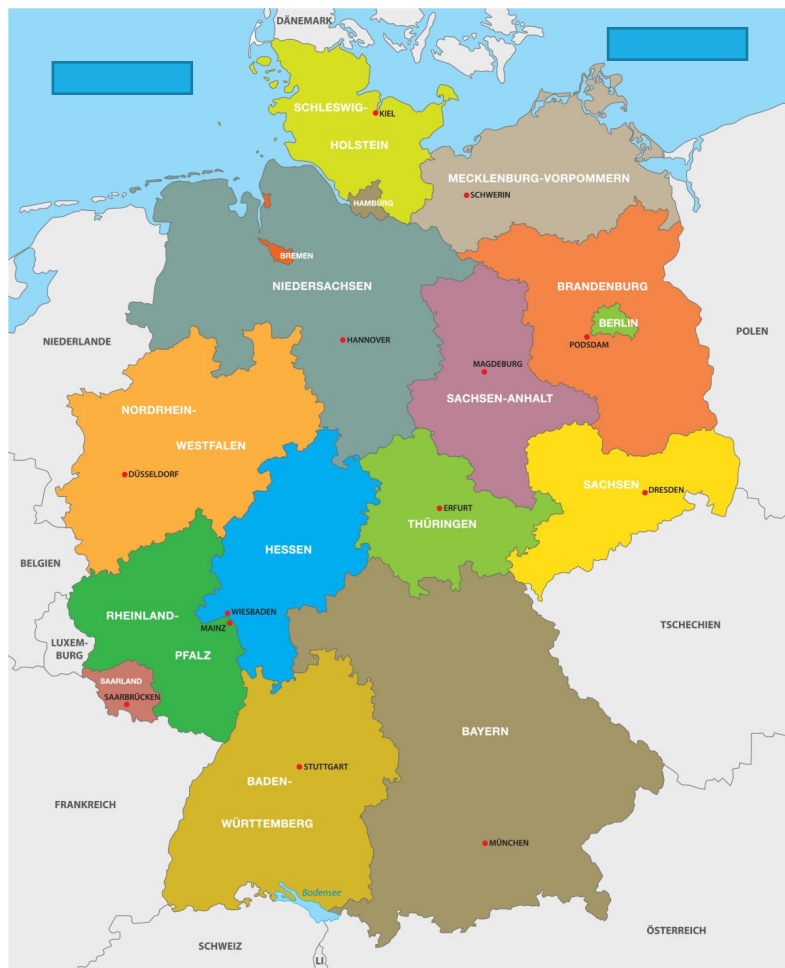 DÄNEMARK
SCHLESWIG-
KIEL
HOLSTEIN
MECKLENBURG-VORPOMMERN
SCHWERIN
HAMBURG
BREMEN
NIEDERSACHSEN
BRANDENBURG
BERLIN
PODSDAM
POLEN
NIEDERLANDE
HANNOVER
MAGDEBURG
SACHSEN-ANHALT
NORDRHEIN-
WESTFALEN
DÜSSELDORF
SACHSEN
DRESDEN
ERFURT
THÜRINGEN
HESSEN
BELGIEN
WIESBADEN
MAINZ
RHEINLAND-
PFALZ
LUXEM-
BURG
TSCHECHIEN
SAARLAND
SAARBRÜCKEN
BAYERN
STUTTGART
BADEN-
WÜRTTEMBERG
FRANKREICH
MÜNCHEN
Bodensee
SCHWEIZ
LI
ÖSTERREICH